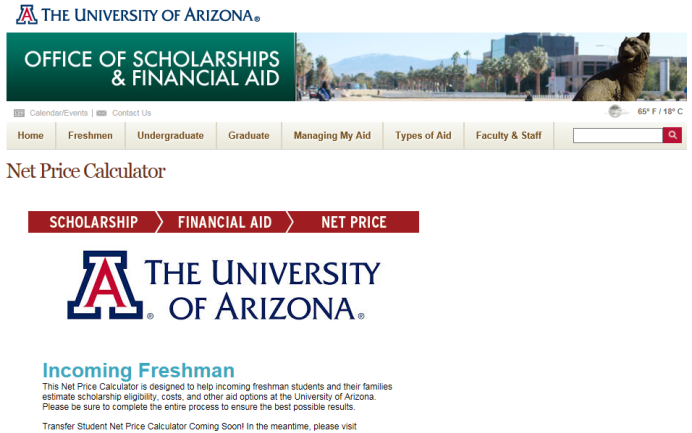 A THE UNIVERSITY OF ARIZONA®
OFFICE OF SCHOLARSHIPS
& FINANCIAL AID
Calendar/Events | Contact Us
65° F / 18° C
Home Freshmen Undergraduate Graduate Managing My Aid Types of Aid Faculty & Staff
Net Price Calculator
SCHOLARSHIP FINANCIAL AID NET PRICE
A® THE UNIVERSITY
OF ARIZONA®
Incoming Freshman
This Net Price Calculator is designed to help incoming freshman students and their families
estimate scholarship eligibility, costs, and other aid options at the University of Arizona.
Please be sure to complete the entire process to ensure the best possible results.
Transfer Student Net Price Calculator Coming Soon! In the meantime, please visit